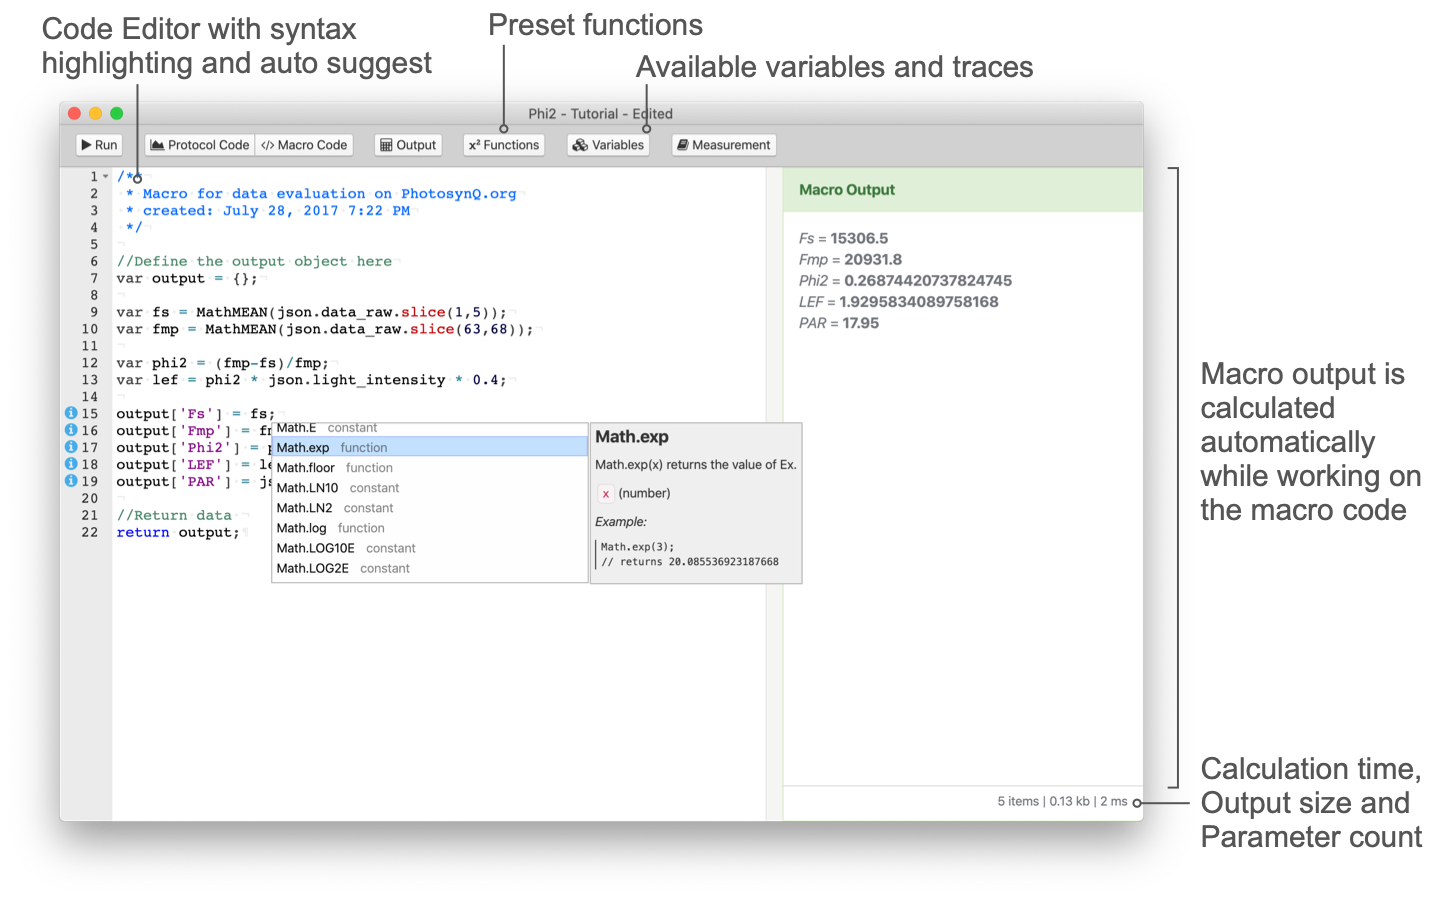 Code Editor with syntax
highlighting and auto suggest
Preset functions
Available variables and traces
Phi2 - Tutorial - Edited
Run
Protocol Code
</> Macro Code
Output
x² Functions
Variables
Measurement
1 /**
2 * Macro for data evaluation on PhotosynQ.org
3 * created: July 28, 2017 7:22 PM
4 */
5
6 //Define the output object here
7 var output = {};
8
9 var fs = MathMEAN(json.data_raw.slice(1,5));
10 var fmp = MathMEAN(json.data_raw.slice(63,68));
11
12 var phi2 = (fmp-fs)/fmp;
13 var lef = phi2 * json.light_intensity * 0.4;
14
15 output['Fs'] = fs;
16 output['Fmp'] = fm
17 output['Phi2'] = p
18 output['LEF'] = le
19 output['PAR'] = js
20
21 //Return data
22 return output;
Math.E constant
Math.exp function
Math.floor function
Math.LN10 constant
Math.LN2 constant
Math.log function
Math.LOG10E constant
Math.LOG2E constant
Math.exp
Math.exp(x) returns the value of Ex.
x (number)
Example:
Math.exp(3);
// returns 20.085536923187668
Macro Output
Fs = 15306.5
Fmp = 20931.8
Phi2 = 0.26874420737824745
LEF = 1.9295834089758168
PAR = 17.95
5 items | 0.13 kb | 2 ms
Macro output is
calculated
automatically
while working on
the macro code
Calculation time,
Output size and
Parameter count